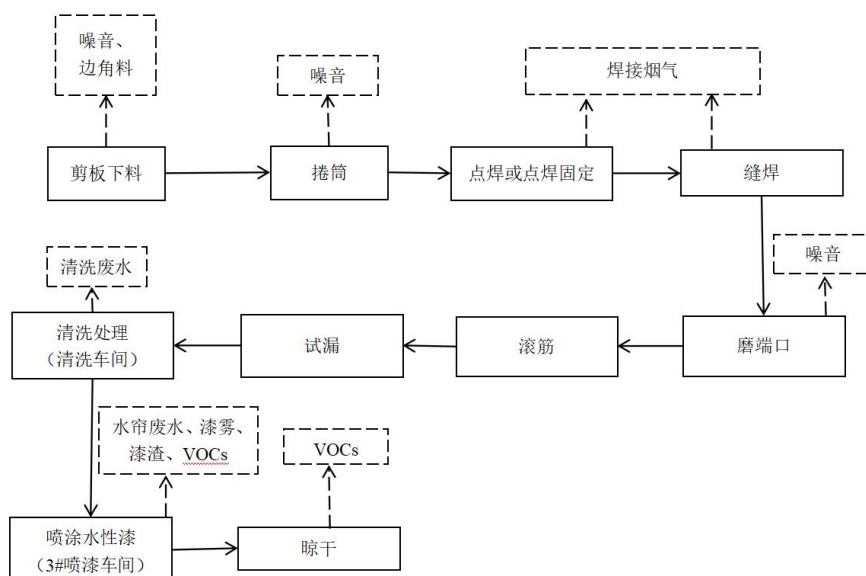 噪音、
边角料
噪音
焊接烟气
剪板下料
捲筒
点焊或点焊固定
缝焊
清洗废水
噪音
清洗处理
（清洗车间）
试漏
滚筋
磨端口
水帘废水、漆雾、
漆渣、VOCs
VOCs
喷涂水性漆
（3#喷漆车间）
晾干